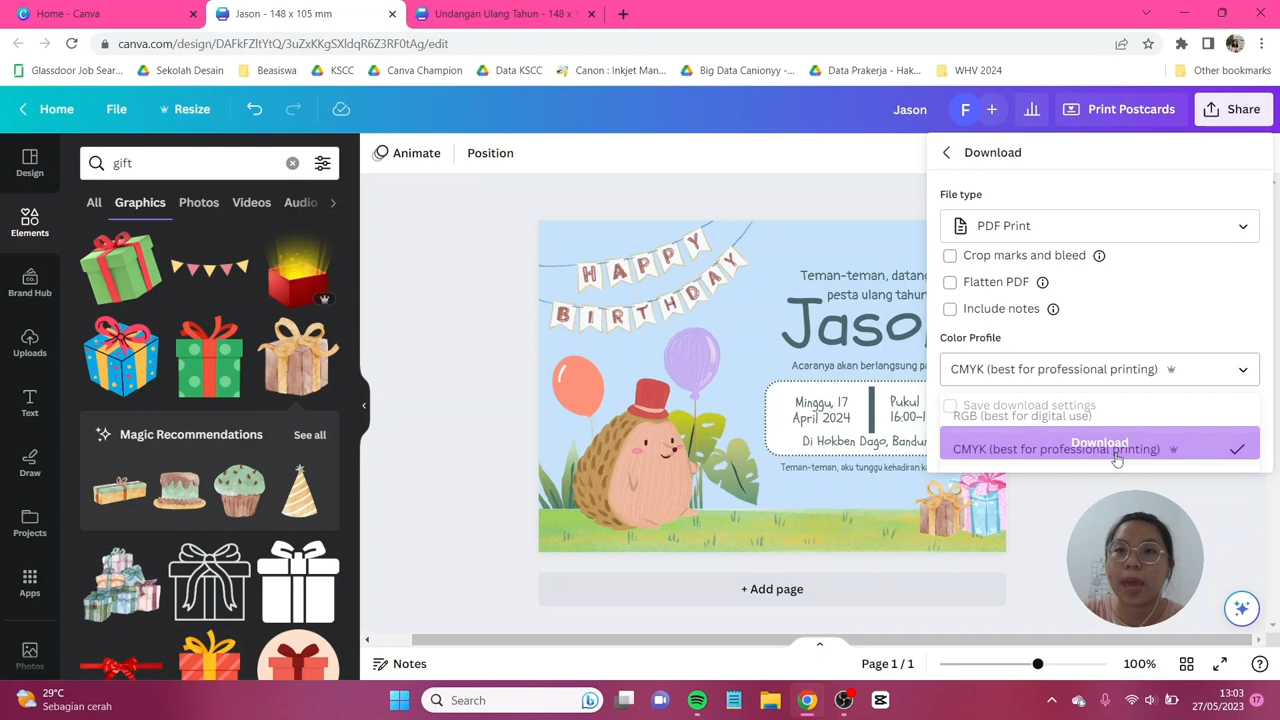 Home - Canva
Jason - 148 x 105 mm
Undangan Ulang Tahun - 148 x 1
canva.com/design/DAFkFZltYtQ/3uZxKKgSXldqR6Z3RF0tAg/edit
Glassdoor Job Sear...
Sekolah Desain
Beasiswa
KSCC
Canva Champion
Data KSCC
Canon : Inkjet Man...
Big Data Canionyy -...
Data Prakerja - Hak...
WHV 2024
Other bookmarks
Home
File
Resize
Jason
F
Print Postcards
Share
Design
Elements
Brand Hub
Uploads
Text
Draw
Projects
Apps
Photos
gift
All
Graphics
Photos
Videos
Audio
Magic Recommendations
See all
Animate
Position
HAPPY
BIRTHDAY
Teman-teman, datang
pesta ulang tahun
Jason
Acaranya akan berlangsung pa
Minggu, 17
April 2024
Pukul
16:00-1
Di Hokben Dago, Bandun
Teman-teman, aku tunggu kehadiran ka
+ Add page
Download
File type
PDF Print
Crop marks and bleed
Flatten PDF
Include notes
Color Profile
CMYK (best for professional printing)
Save download settings
RGB (best for digital use)
Download
CMYK (best for professional printing)
Notes
Page 1 / 1
100%
29°C
Sebagian cerah
Search
13:03
27/05/2023
17